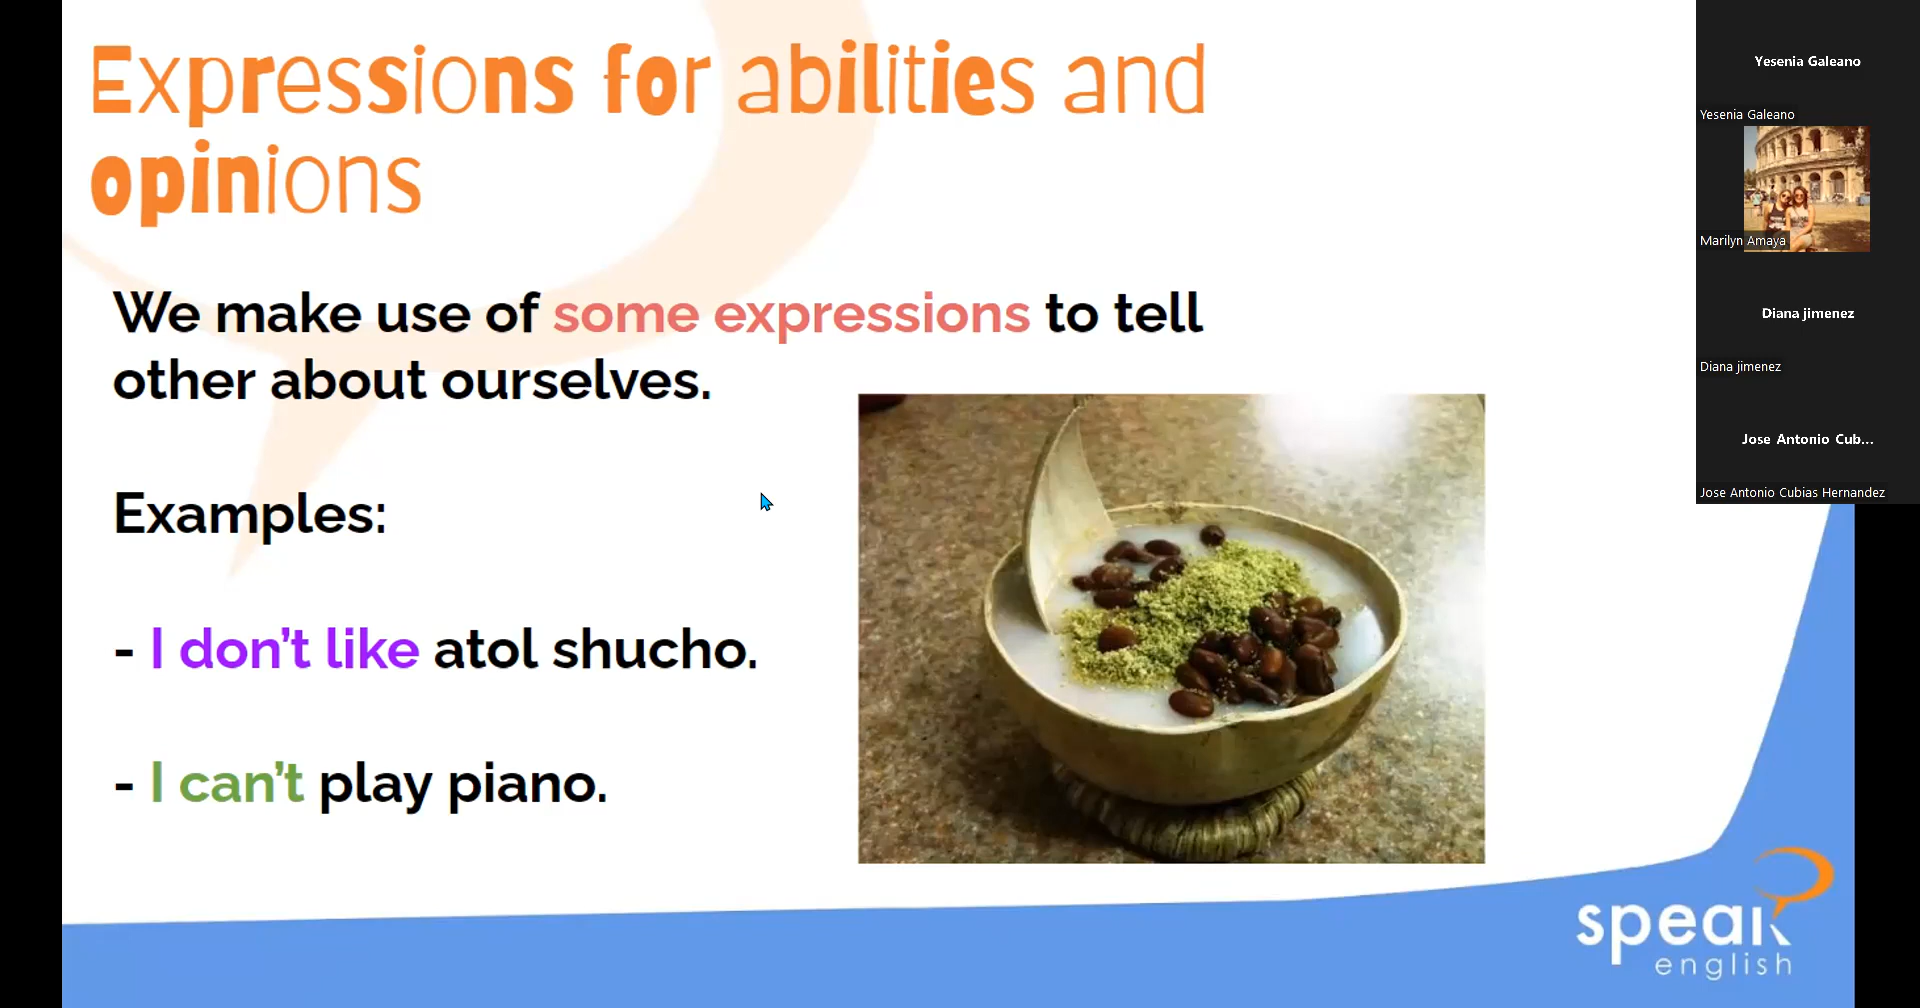 Expressions for abilities and
opinions
We make use of some expressions to tell
other about ourselves.
Examples:
- I don't like atol shucho.
- I can't play piano.
speak
english
Yesenia Galeano
Yesenia Galeano
Marilyn Amaya
Diana jimenez
Diana jimenez
Jose Antonio Cub...
Jose Antonio Cubias Hernandez